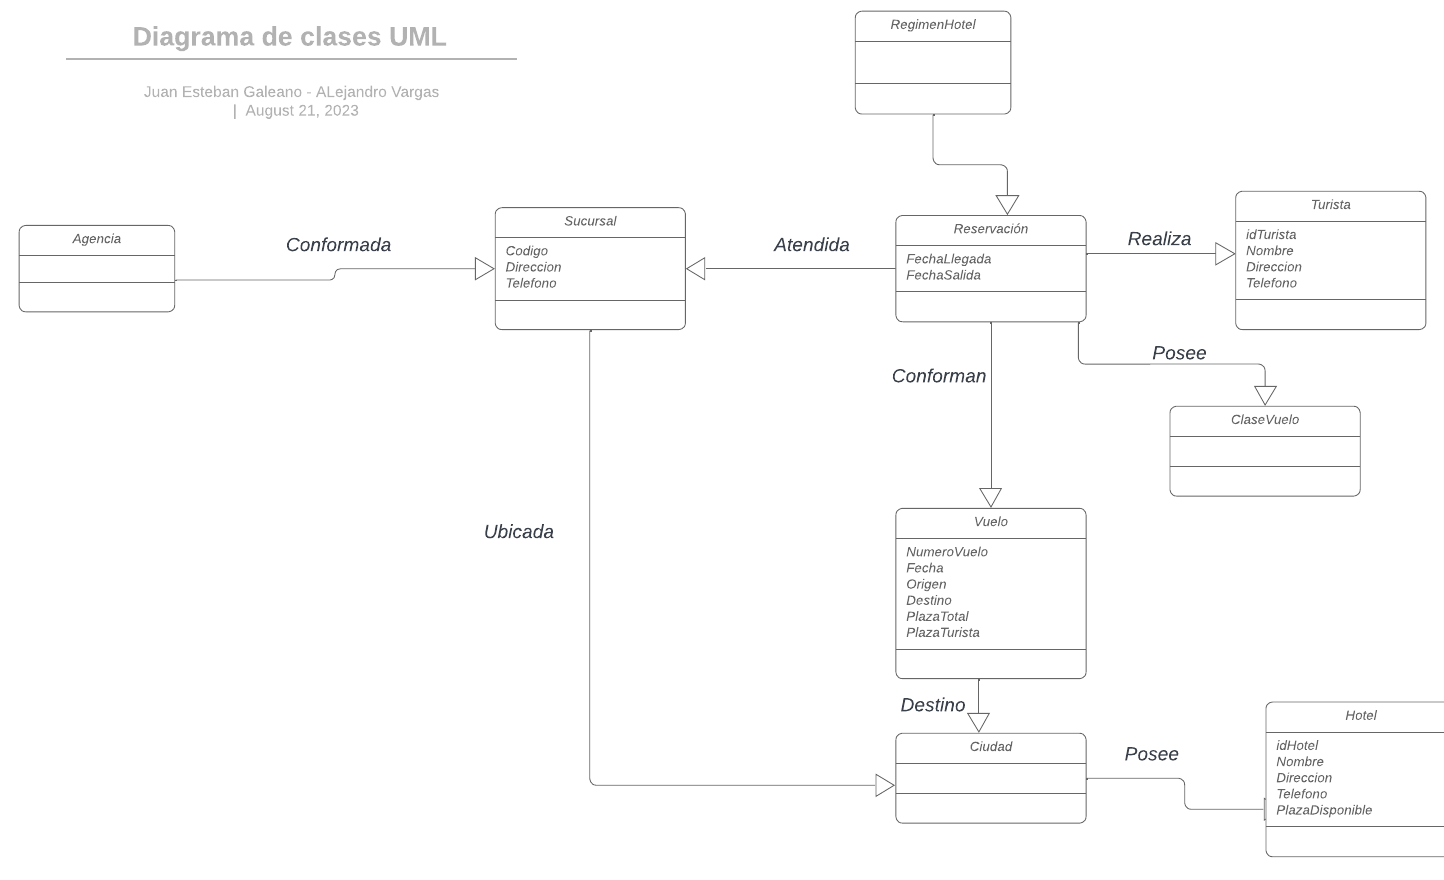 Diagrama de clases UML
Juan Esteban Galeano - ALejandro Vargas
| August 21, 2023
RegimenHotel
Agencia
Conformada
Sucursal
Codigo
Direccion
Telefono
Atendida
Reservación
FechaLlegada
FechaSalida
Realiza
Turista
idTurista
Nombre
Direccion
Telefono
Posee
ClaseVuelo
Conforman
Ubicada
Vuelo
NumeroVuelo
Fecha
Origen
Destino
PlazaTotal
PlazaTurista
Destino
Ciudad
Posee
Hotel
idHotel
Nombre
Direccion
Telefono
PlazaDisponible